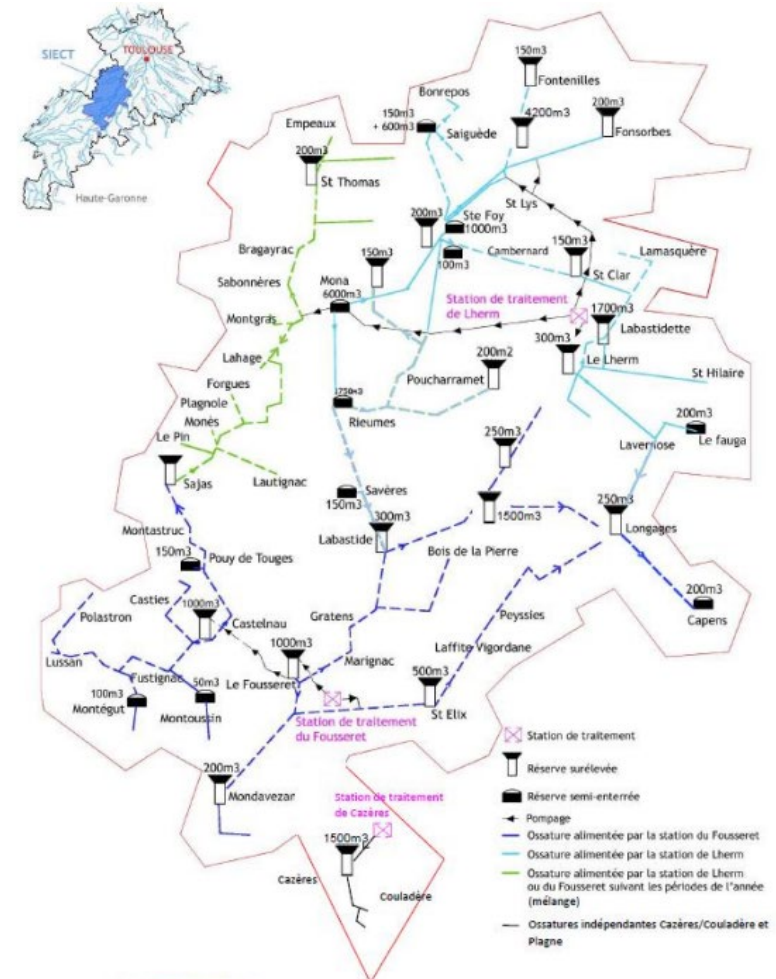 SIECT
TOULOUSE
Haute-Garonne
150m3
Fontenilles
Bonrepos
150m3
+ 600m3
Saiguède
4200m3
200m3
Fonsorbes
Empeaux
200m3
St Thomas
St Lys
200m3
Ste Foy
1000m3
100m3
Cambernard
150m3
St Clar
Lamasquère
Bragayrac
Sabonnères
Mona
6000m3
150m3
Station de traitement
de Lherm
1700m3
Labastidette
Montgras
300m3
Le Lherm
St Hilaire
Lahage
200m2
Poucharramet
Forgues
Plagnole
Monès
Rieumes
200m3
Le fauga
Lavernose
Le Pin
250m3
Sajas
Lautignac
Savères
150m3
300m3
Labastide
1500m3
250m3
Longages
Montastruc
150m3
Pouy de Touges
Bois de la Pierre
Casties
1000m3
Castelnau
Gratens
Peyssies
200m3
Capens
Polastron
1000m3
Marignac
Laffite Vigordane
Lussan
Fustignac
Le Fousseret
500m3
St Elix
100m3
Montégut
50m3
Montoussin
Station de traitement
du Fousseret
200m3
Mondavezan
Station de traitement
de Cazères
1500m3
Cazères
Couladère
Station de traitement
Réserve surélevée
Réserve semi-enterrée
Pompage
Ossature alimentée par la station du Fousseret
Ossature alimentée par la station de Lherm
Ossature alimentée par la station de Lherm
ou du Fousseret suivant les périodes de l'année
(mélange)
Ossatures indépendantes Cazères/Couladère et
Plagne